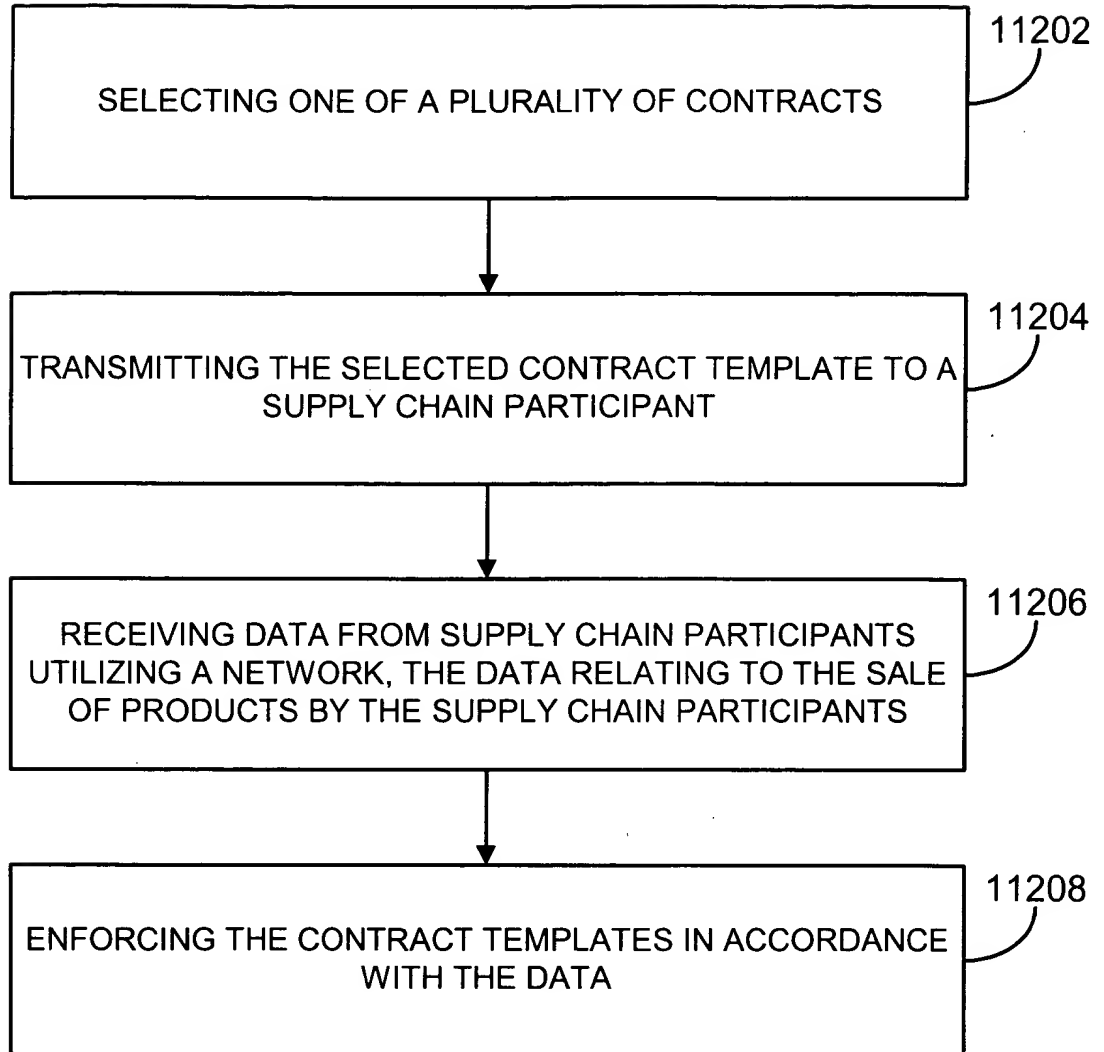 11202
SELECTING ONE OF A PLURALITY OF CONTRACTS
11204
TRANSMITTING THE SELECTED CONTRACT TEMPLATE TO A
SUPPLY CHAIN PARTICIPANT
11206
RECEIVING DATA FROM SUPPLY CHAIN PARTICIPANTS
UTILIZING A NETWORK, THE DATA RELATING TO THE SALE
OF PRODUCTS BY THE SUPPLY CHAIN PARTICIPANTS
11208
ENFORCING THE CONTRACT TEMPLATES IN ACCORDANCE
WITH THE DATA